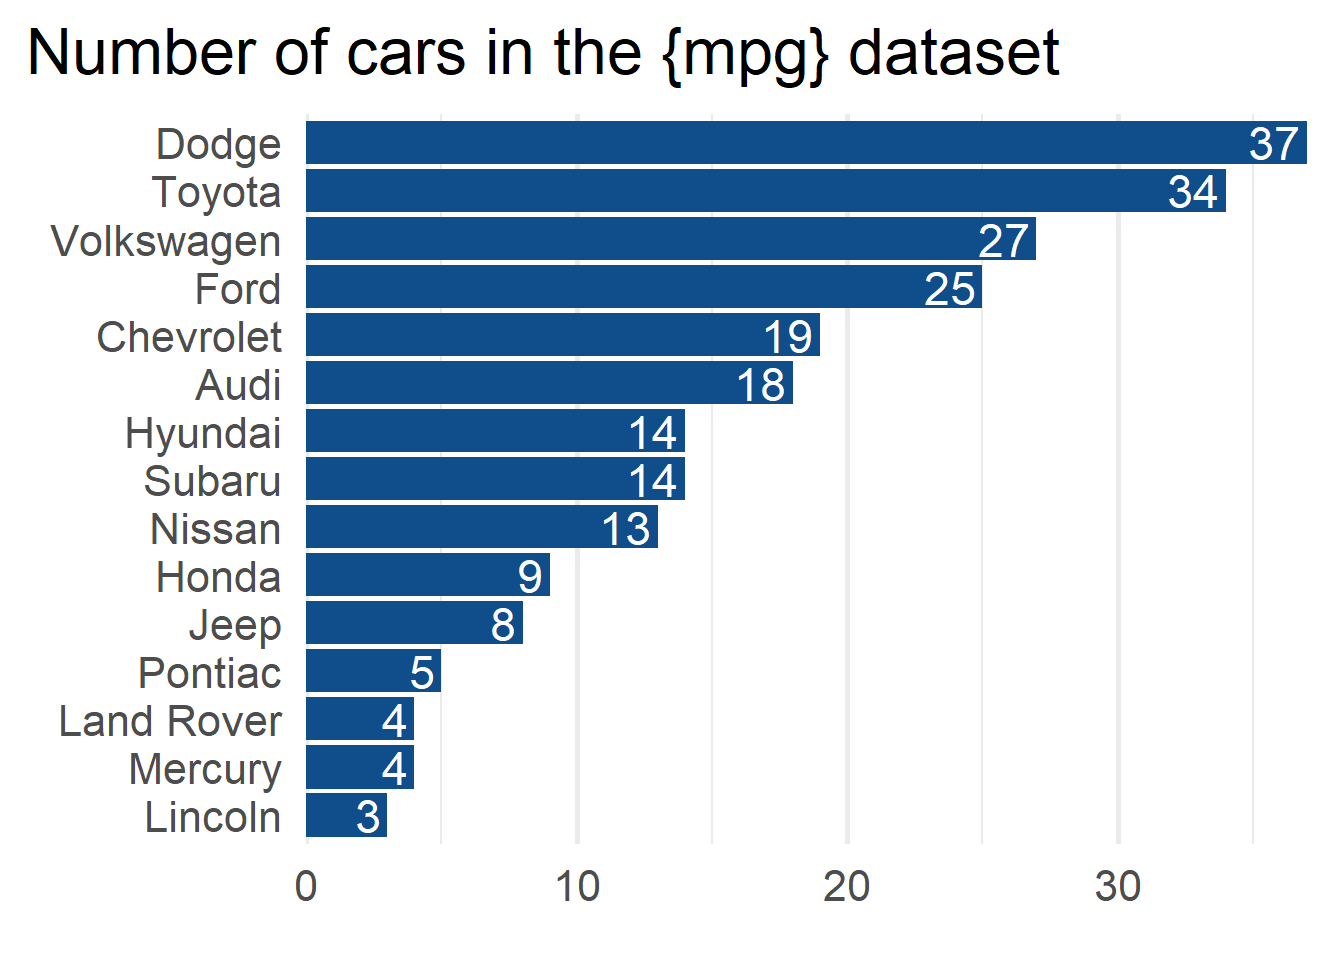 Number of cars in the {mpg} dataset
Dodge 37
Toyota 34
Volkswagen 27
Ford 25
Chevrolet 19
Audi 18
Hyundai 14
Subaru 14
Nissan 13
Honda 9
Jeep 8
Pontiac 5
Land Rover 4
Mercury 4
Lincoln 3
0 10 20 30